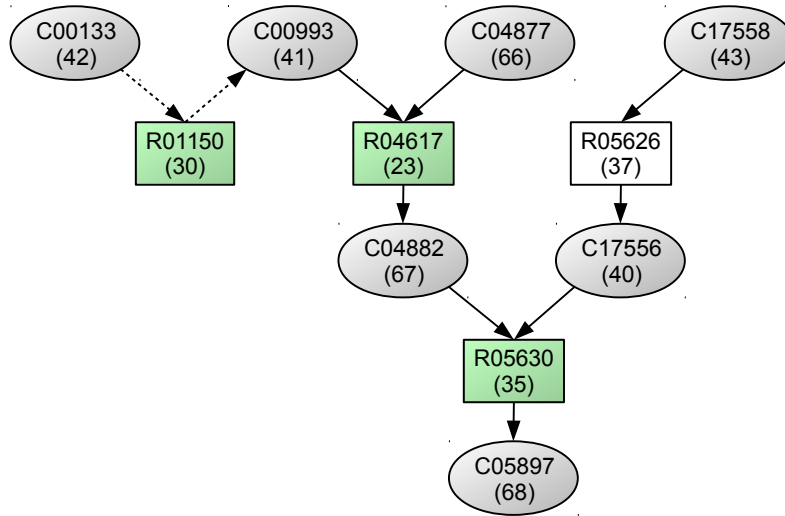 C00133
(42)
C00993
(41)
C04877
(66)
C17558
(43)
R01150
(30)
R04617
(23)
R05626
(37)
C04882
(67)
C17556
(40)
R05630
(35)
C05897
(68)